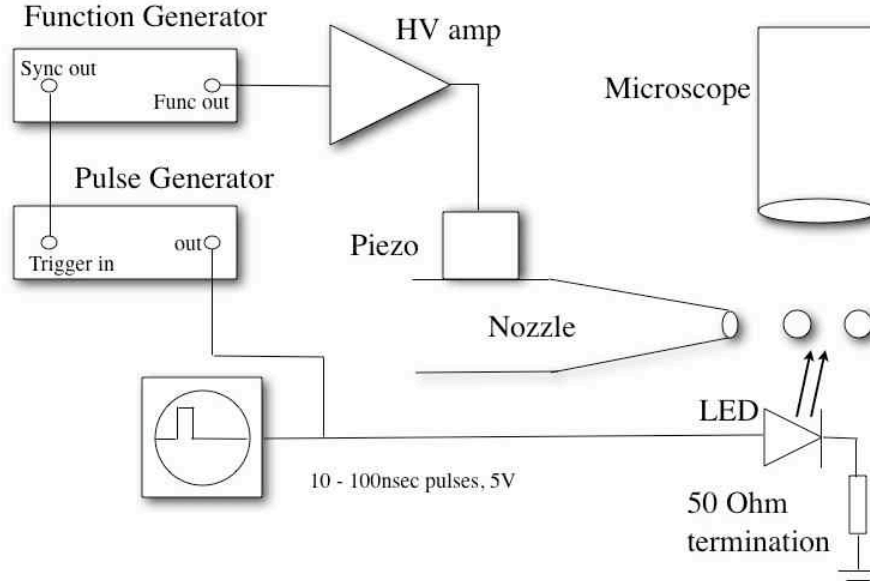 Function Generator
HV amp
Sync out
Func out
Microscope
Pulse Generator
Trigger in
out
Piezo
Nozzle
LED
10 - 100nsec pulses, 5V
50 Ohm
termination